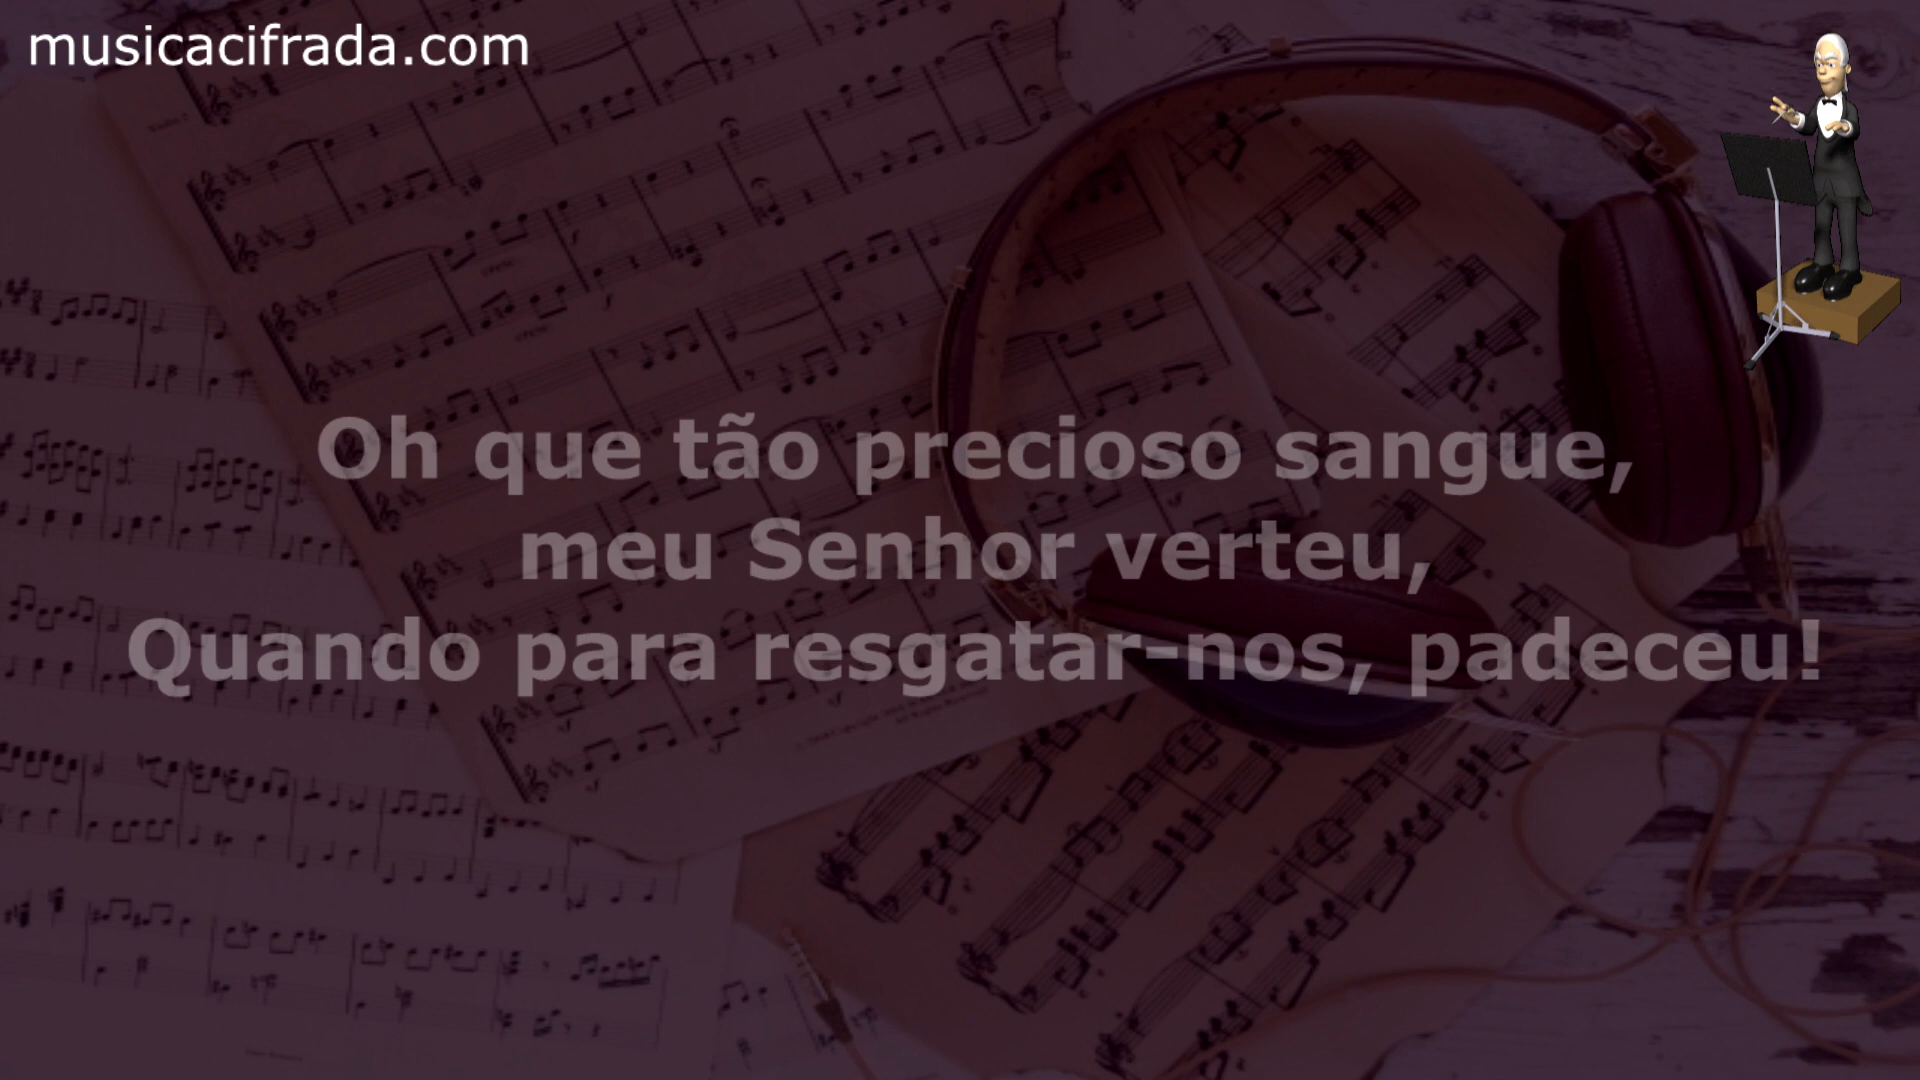 musicacifrada.com
Oh que tão precioso sangue,
meu Senhor verteu,
Quando para resgatar-nos, padeceu!